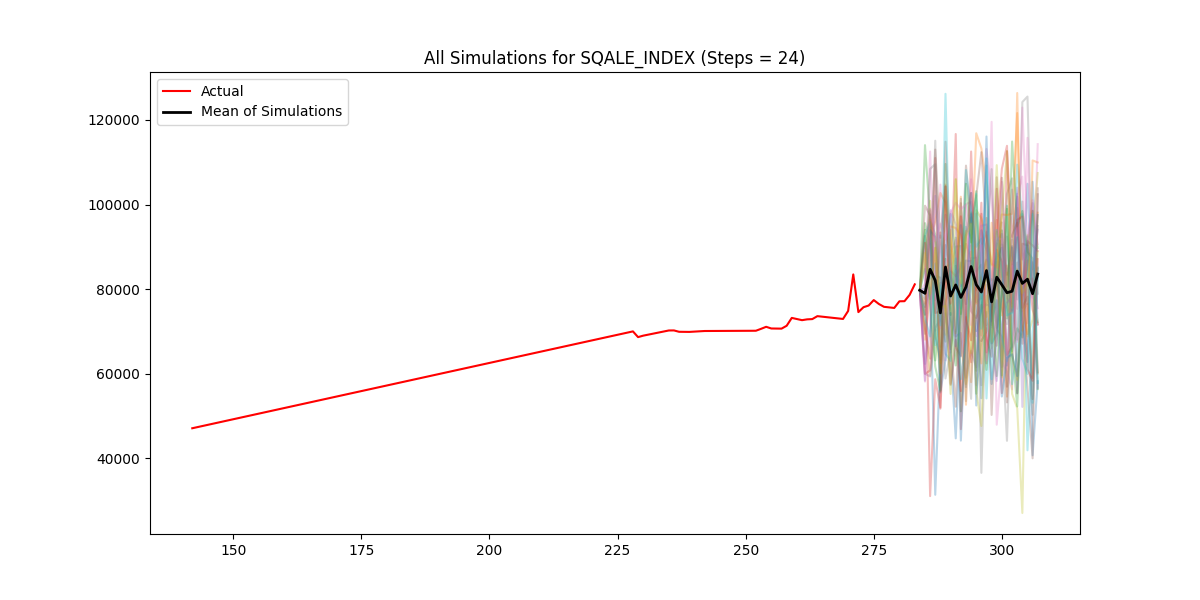 All Simulations for SQALE_INDEX (Steps = 24)
Actual
Mean of Simulations
120000
100000
80000
60000
40000
150 175 200 225 250 275 300